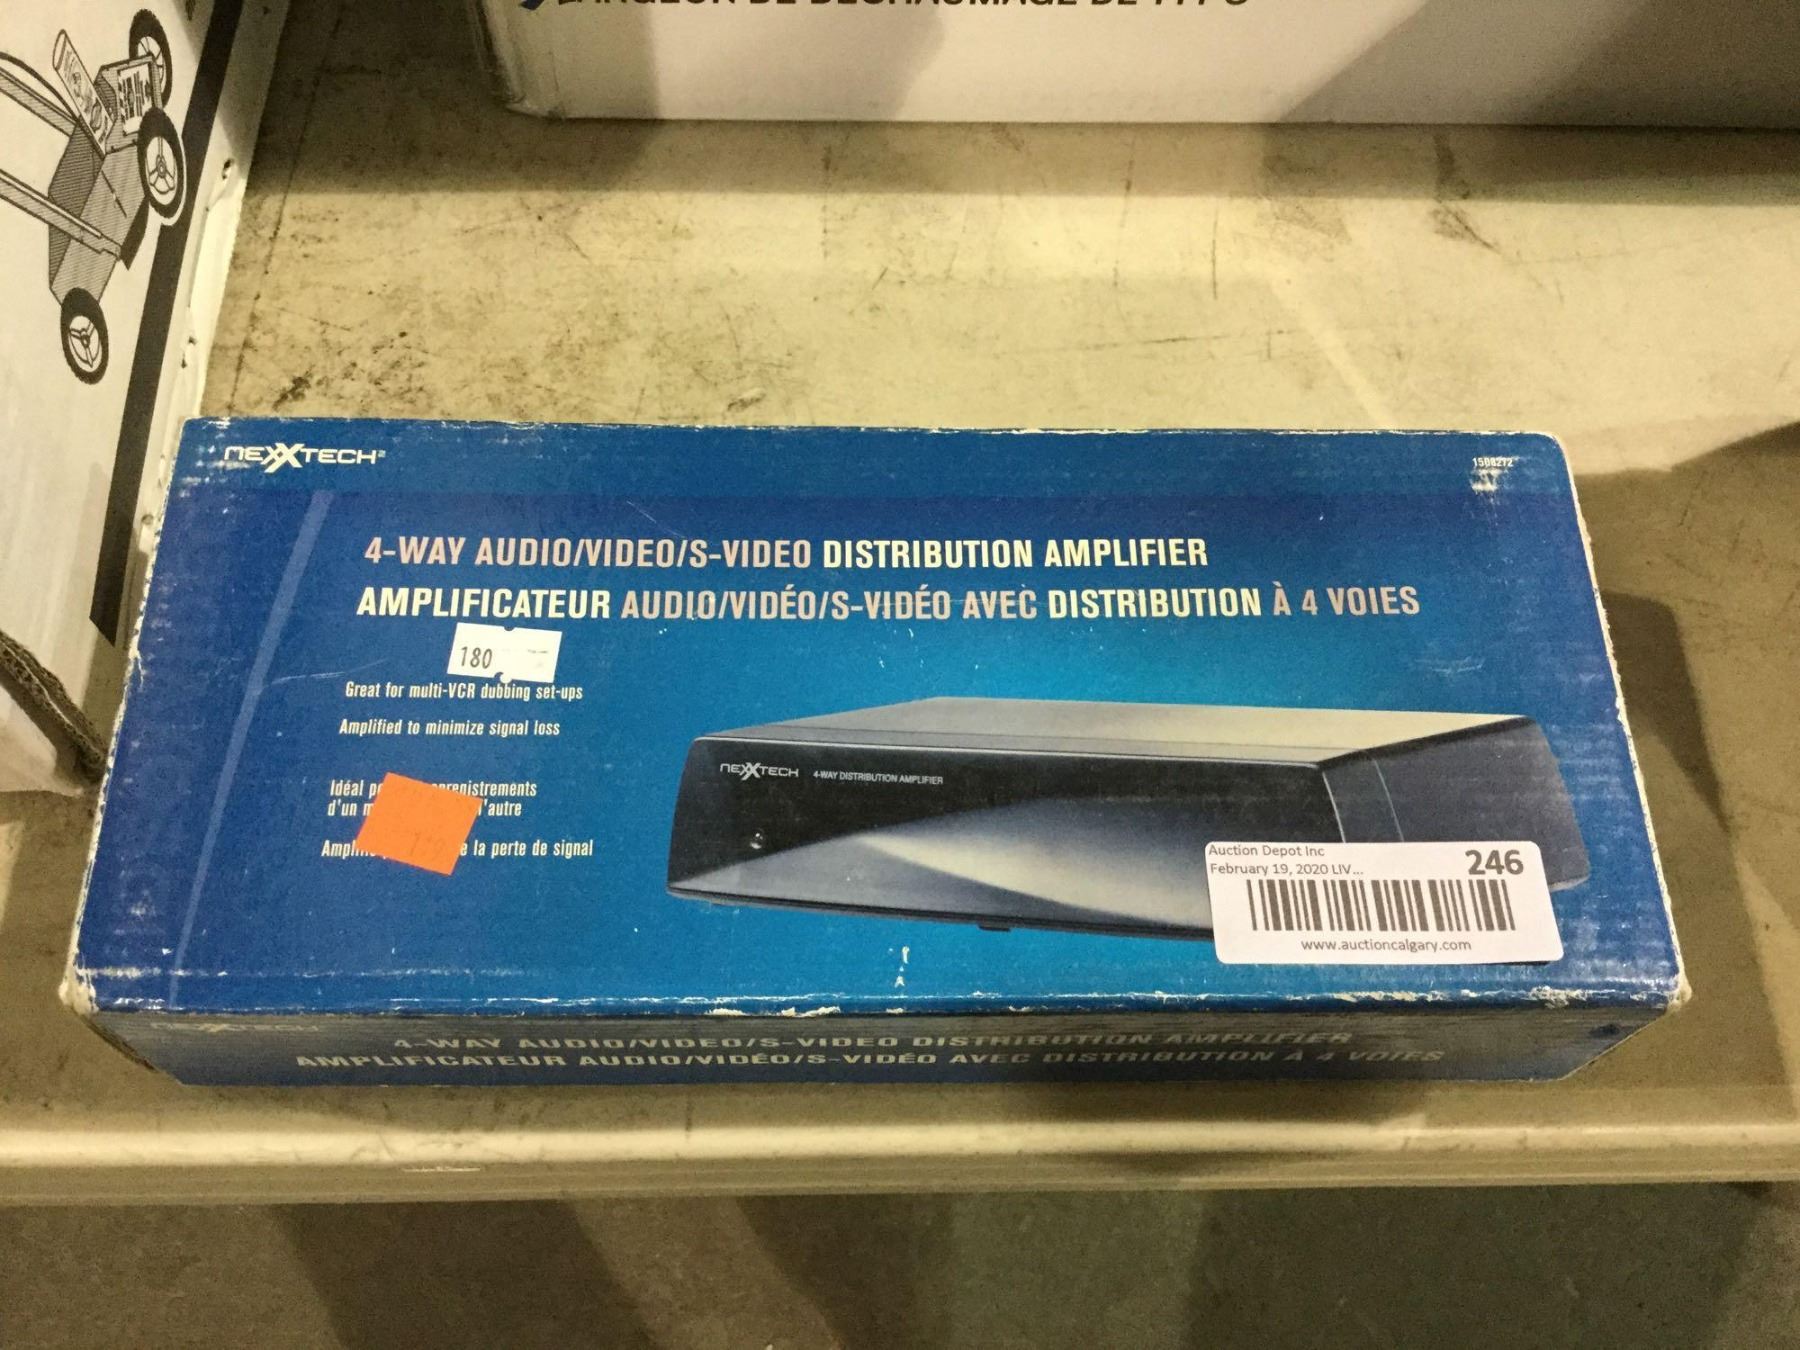 NEXXTECH
1508272
4-WAY AUDIO/VIDEO/S-VIDEO DISTRIBUTION AMPLIFIER
AMPLIFICATEUR AUDIO/VIDÉO/S-VIDÉO AVEC DISTRIBUTION À 4 VOIES
180
Great for multi-VCR dubbing set-ups
Amplified to minimize signal loss
Idéal
d'un l'autre
la perte de signal
NEXXTECH 4-WAY DISTRIBUTION AMPLIFIER
Auction Depot Inc
246
February 19, 2020 LIV...
www.auctioncalgary.com
4-WAY AUDIO/VIDEO/S-VIDEO DISTRIBUTION AMPLIFIER
AMPLIFICATEUR AUDIO/VIDÉO/S-VIDÉO AVEC DISTRIBUTION À 4 VOIES